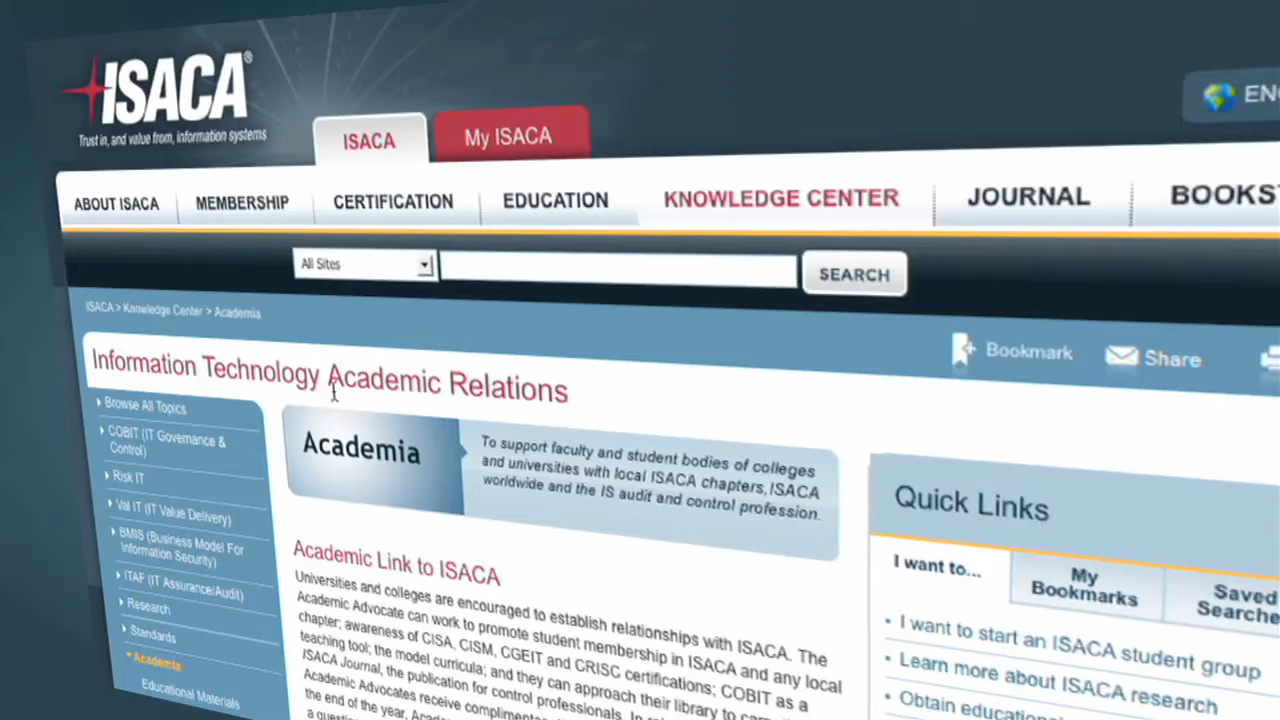 ISACA®
Trust in, and value from, information systems
ISACA
My ISACA
ABOUT ISACA
MEMBERSHIP
CERTIFICATION
EDUCATION
KNOWLEDGE CENTER
JOURNAL
BOOKS
All Sites
SEARCH
ISACA > Knowledge Center > Academia
Bookmark
Share
Information Technology Academic Relations
Browse All Topics
COBIT (IT Governance &
Control)
Risk IT
Val IT (IT Value Delivery)
BMIS (Business Model For
Information Security)
ITAF (IT Assurance/Audit)
Research
Standards
Academia
Educational Materials
Academia
To support faculty and student bodies of colleges
and universities with local ISACA chapters, ISACA
worldwide and the IS audit and control profession.
Academic Link to ISACA
Universities and colleges are encouraged to establish relationships with ISACA. The
Academic Advocate can work to promote student membership in ISACA and any local
chapter; awareness of CISA, CISM, CGEIT and CRISC certifications; COBIT as a
teaching tool; the model curricula; and they can approach their library to
ISACA Journal, the publication for control professionals. In
Academic Advocates receive
the end of the year,
Quick Links
I want to...
My
Bookmarks
Saved
Searche
I want to start an ISACA student group
Learn more about ISACA research
Obtain